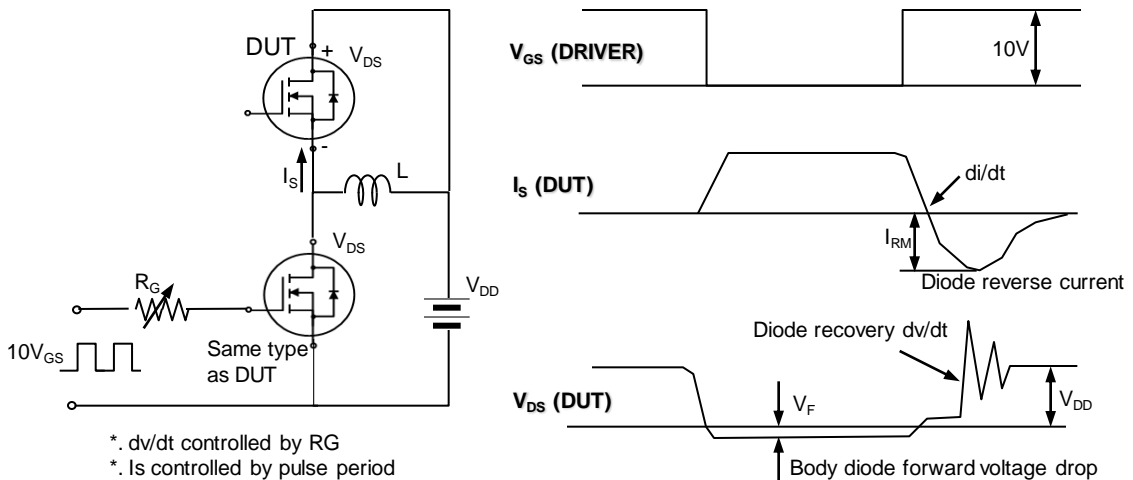 DUT
+
V_DS
-
I_S
L
V_DS
R_G
V_DD
10V_GS
Same type
as DUT
*. dv/dt controlled by RG
*. Is controlled by pulse period
V_GS (DRIVER)
10V
I_S (DUT)
di/dt
I_RM
Diode reverse current
Diode recovery dv/dt
V_DS (DUT)
V_F
V_DD
Body diode forward voltage drop